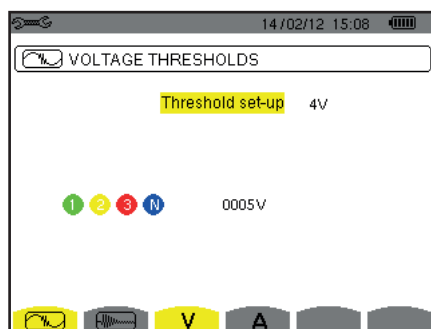 14/02/12 15:08
VOLTAGE THRESHOLDS
Threshold set-up 4V
1 2 3 N 0005V
V A